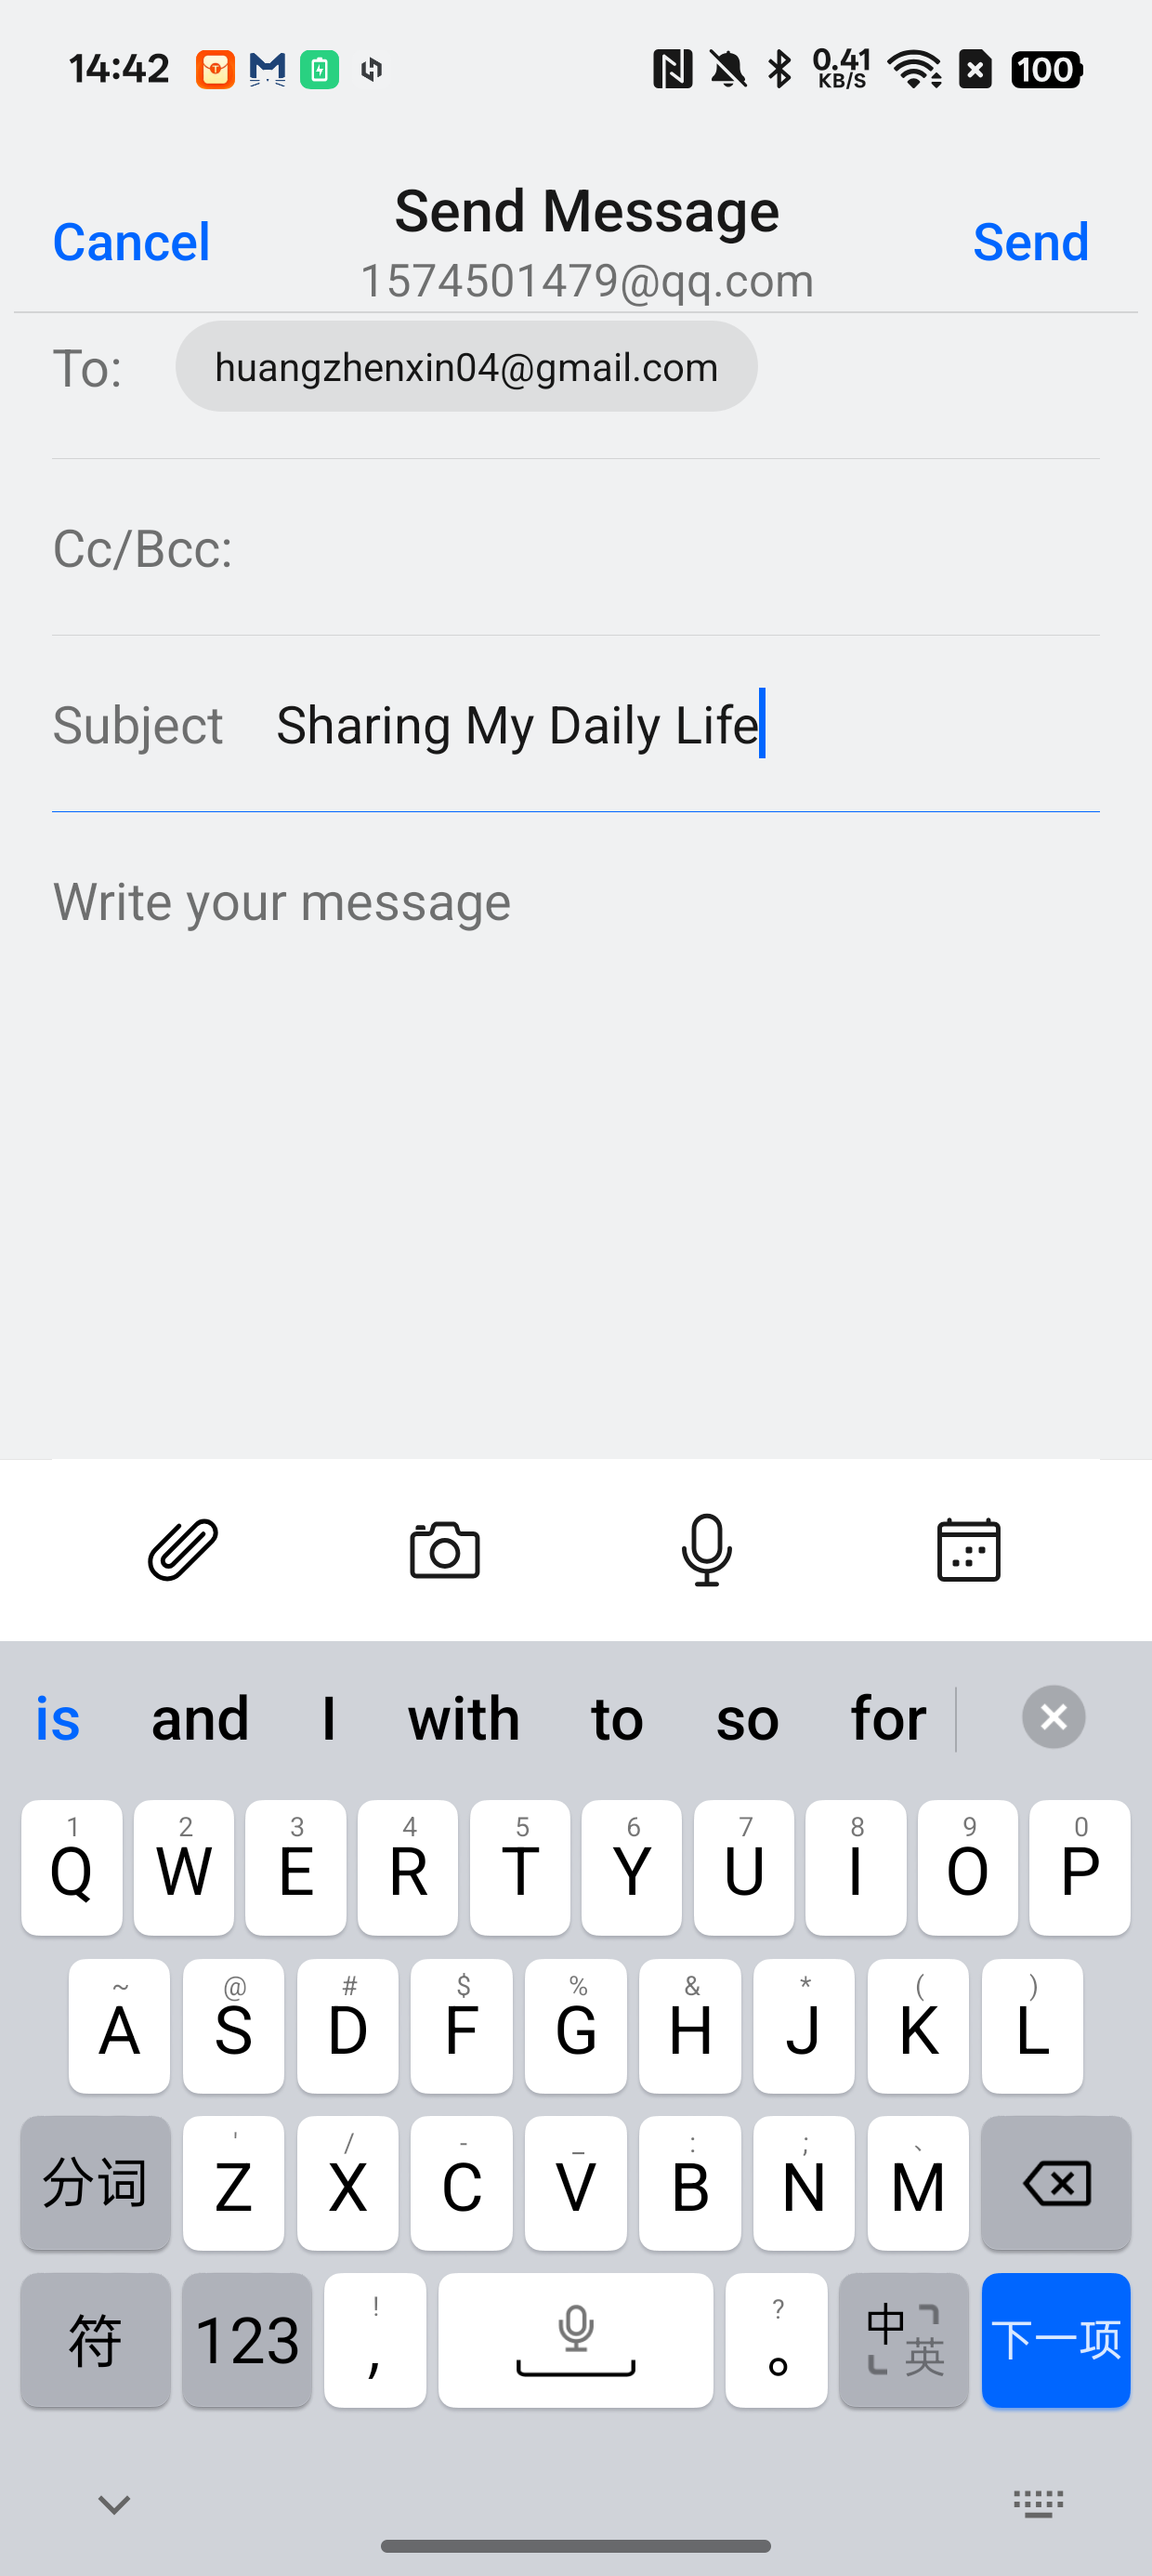 14:42 0.41 KB/S 100
Cancel Send Message Send
1574501479@qq.com
To: huangzhenxin04@gmail.com
Cc/Bcc:
Subject Sharing My Daily Life
Write your message
is and I with to so for
1 2 3 4 5 6 7 8 9 0
Q W E R T Y U I O P
~ @ # $ % & * ( )
A S D F G H J K L
' / - _ : ; 、
分词 Z X C V B N M
! ?
符 123 , 。 中 英 下一项